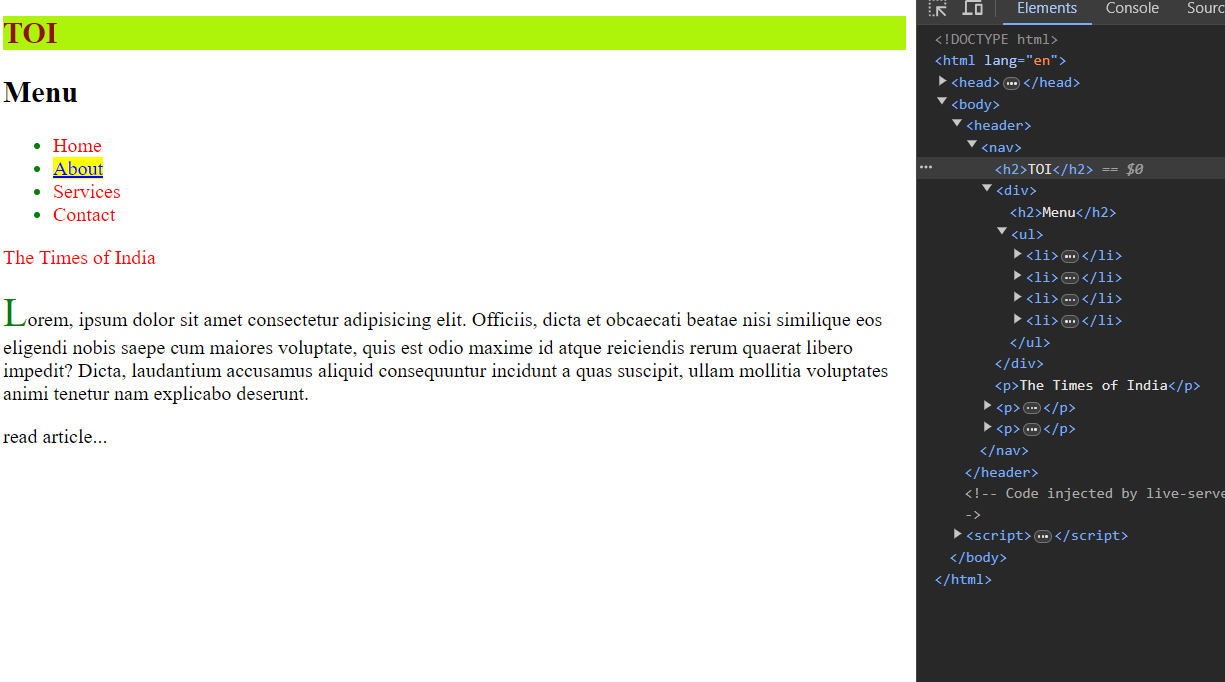 TOI
Menu
Home
About
Services
Contact
The Times of India
Lorem, ipsum dolor sit amet consectetur adipisicing elit. Officiis, dicta et obcaecati beatae nisi similique eos
eligendi nobis saepe cum maiores voluptate, quis est odio maxime id atque reiciendis rerum quaerat libero
impedit? Dicta, laudantium accusamus aliquid consequuntur incidunt a quas suscipit, ullam mollitia voluptates
animi tenetur nam explicabo deserunt.
read article...
Elements Console Sourc
<!DOCTYPE html>
<html lang="en">
<head> ••• </head>
<body>
<header>
<nav>
••• <h2>TOI</h2> == $0
<div>
<h2>Menu</h2>
<ul>
<li> ••• </li>
<li> ••• </li>
<li> ••• </li>
<li> ••• </li>
</ul>
</div>
<p>The Times of India</p>
<p> ••• </p>
<p> ••• </p>
</nav>
</header>
<!-- Code injected by live-serve
->
<script> ••• </script>
</body>
</html>